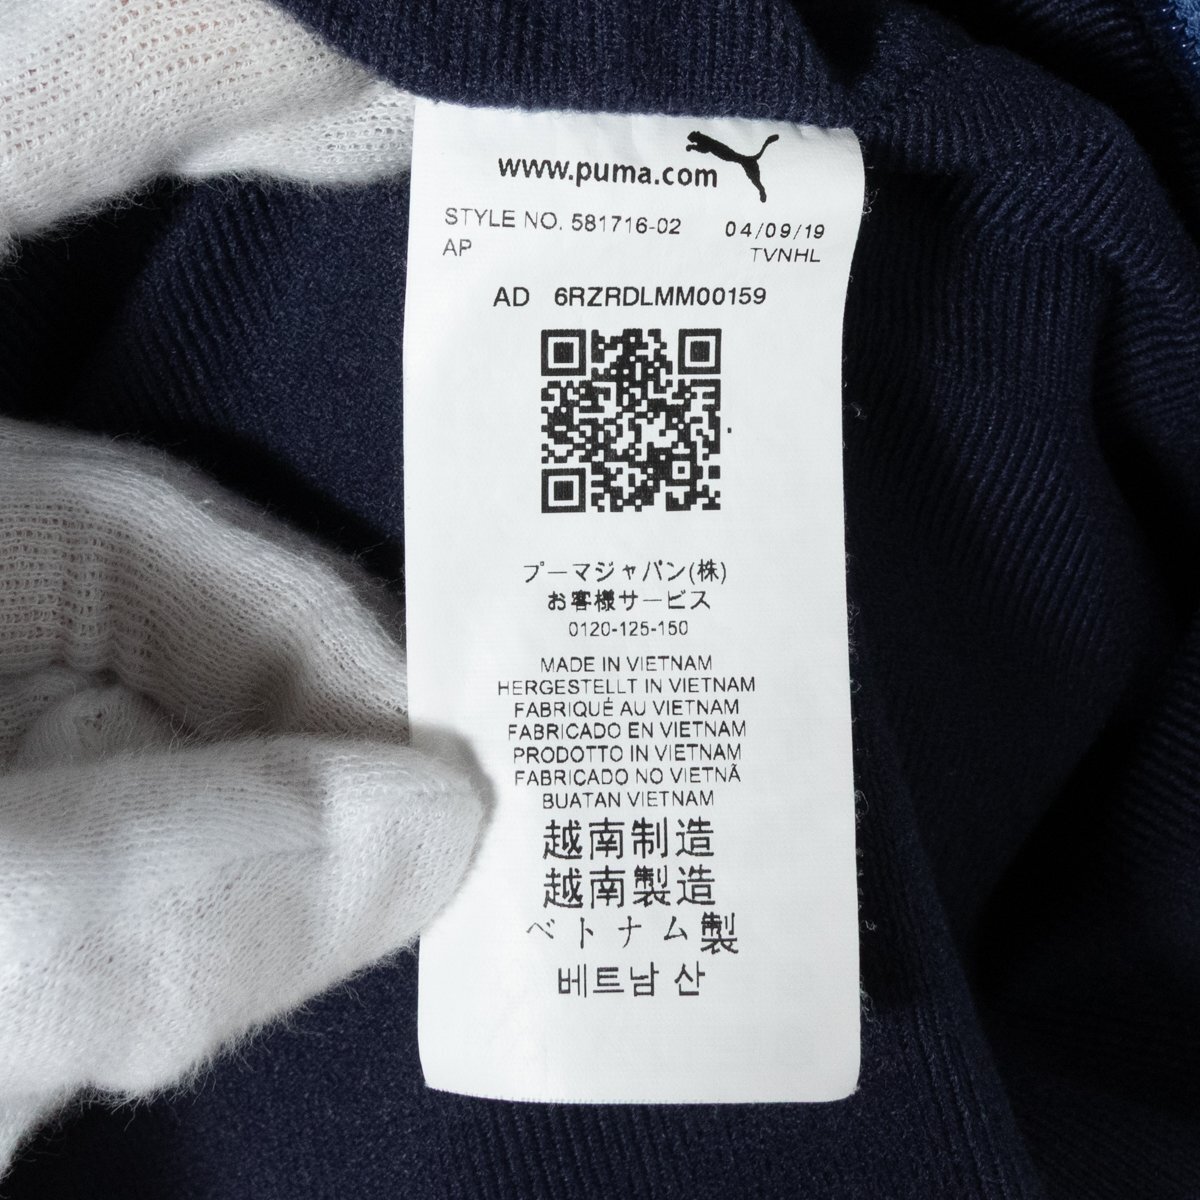 www.puma.com
STYLE NO. 581716-02 04/09/19
AP TVNHL
AD 6RZRDLMM00159
プーマジャパン(株)
お客様サービス
0120-125-150
MADE IN VIETNAM
HERGESTELLT IN VIETNAM
FABRIQUÉ AU VIETNAM
FABRICADO EN VIETNAM
PRODOTTO IN VIETNAM
FABRICADO NO VIETNÃ
BUATAN VIETNAM
越南制造
越南製造
ベトナム製
베트남 산